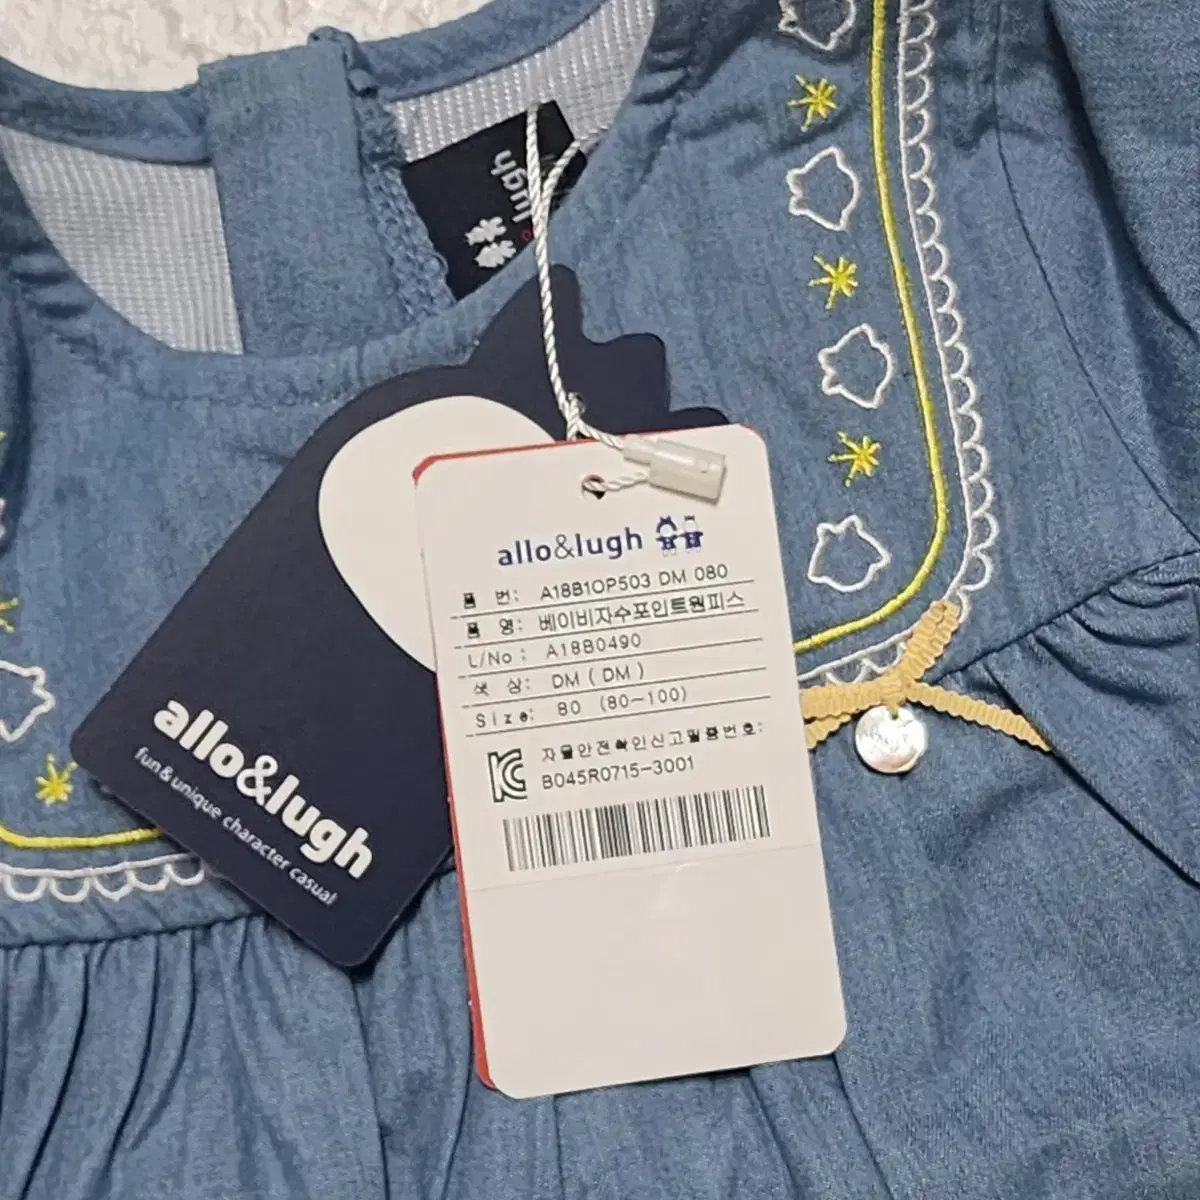 lugh
allo&lugh
fun&unique character casual
allo&lugh
품 번: A18B1OP503 DM 080
품 명: 베이비자수포인트원피스
L/No : A18B0490
색 상: DM ( DM )
Size: 80 (80~100)
자율안전확인신고필증번호:
B045R0715-3001